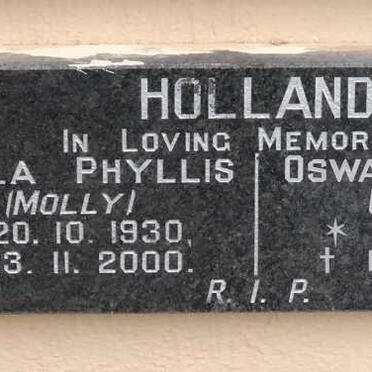 HOLLAND
IN LOVING MEMOR
LA PHYLLIS OSWA
(MOLLY)
20. 10. 1930.
3. 11. 2000.
R. I. P.